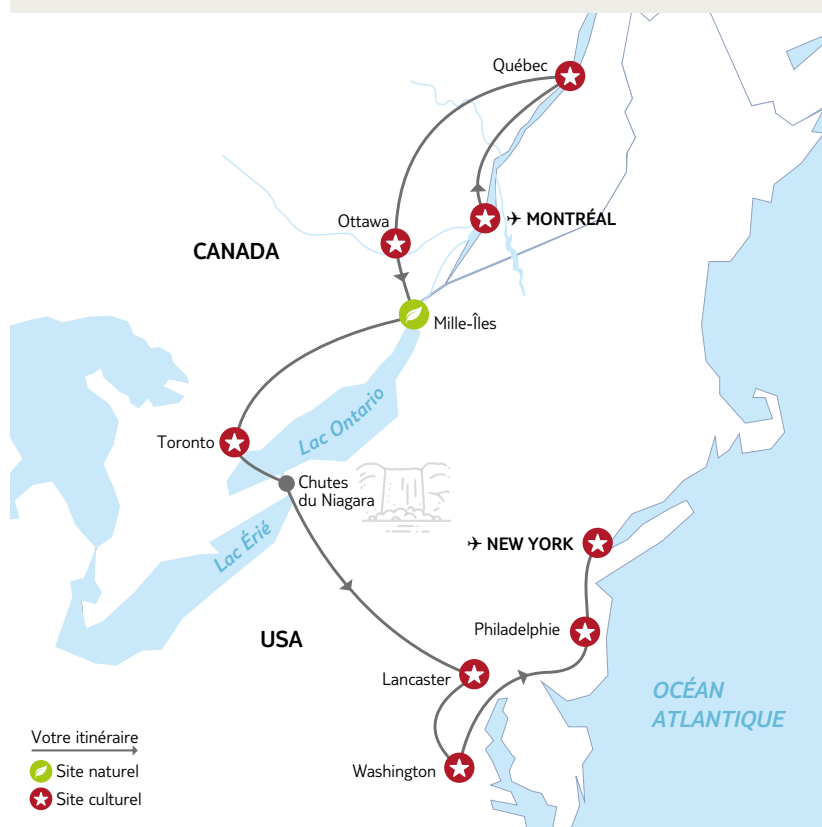 Québec
✈ MONTRÉAL
Ottawa
CANADA
Mille-Îles
Lac Ontario
Toronto
Chutes
du Niagara
Lac Érié
✈ NEW YORK
USA
Philadelphie
Lancaster
OCÉAN
ATLANTIQUE
Washington
Votre itinéraire
Site naturel
Site culturel